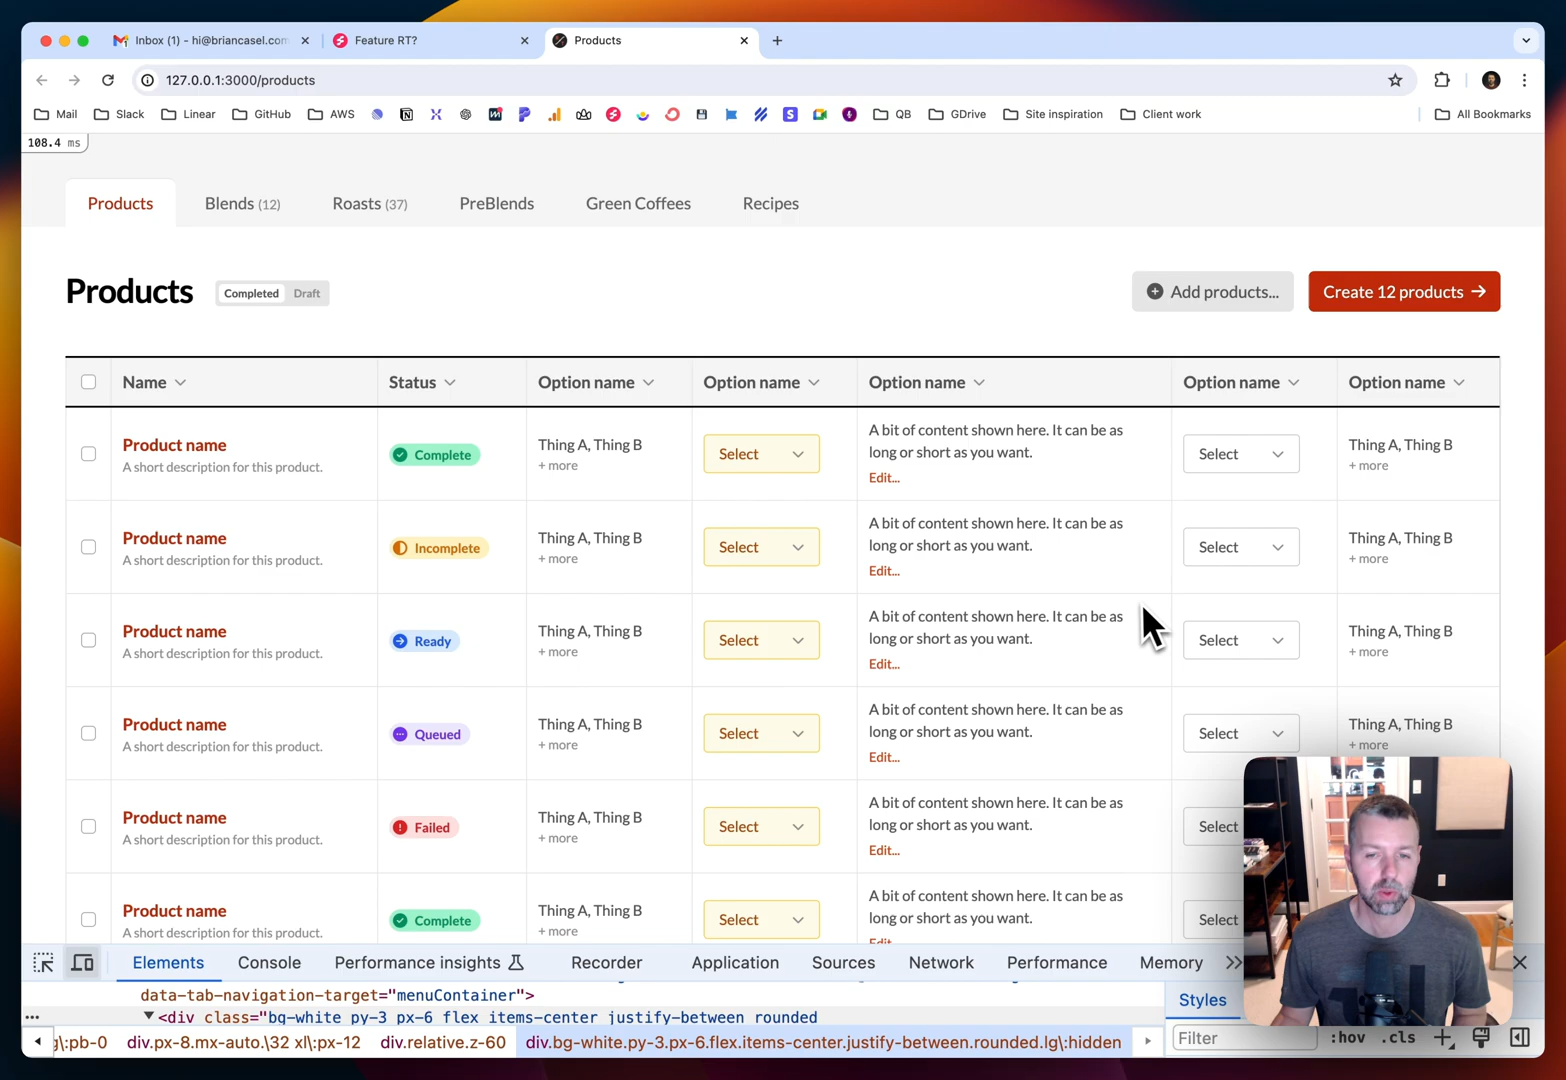 Inbox (1) - hi@briancasel.com
Feature RT?
Products
127.0.0.1:3000/products
Mail
Slack
Linear
GitHub
AWS
QB
GDrive
Site inspiration
Client work
All Bookmarks
108.4 ms
Products
Blends (12)
Roasts (37)
PreBlends
Green Coffees
Recipes
Products
Completed
Draft
Add products...
Create 12 products
Name
Status
Option name
Option name
Option name
Option name
Option name
Product name
A short description for this product.
Complete
Thing A, Thing B
+ more
Select
A bit of content shown here. It can be as
long or short as you want.
Edit...
Select
Thing A, Thing B
+ more
Product name
A short description for this product.
Incomplete
Thing A, Thing B
+ more
Select
A bit of content shown here. It can be as
long or short as you want.
Edit...
Select
Thing A, Thing B
+ more
Product name
A short description for this product.
Ready
Thing A, Thing B
+ more
Select
A bit of content shown here. It can be as
long or short as you want.
Edit...
Select
Thing A, Thing B
+ more
Product name
A short description for this product.
Queued
Thing A, Thing B
+ more
Select
A bit of content shown here. It can be as
long or short as you want.
Edit...
Select
Thing A, Thing B
+ more
Product name
A short description for this product.
Failed
Thing A, Thing B
+ more
Select
A bit of content shown here. It can be as
long or short as you want.
Edit...
Select
Product name
A short description for this product.
Complete
Thing A, Thing B
+ more
Select
A bit of content shown here. It can be as
long or short as you want.
Edit...
Select
Elements
Console
Performance insights
Recorder
Application
Sources
Network
Performance
Memory
data-tab-navigation-target="menuContainer">
<div class="bg-white py-3 px-6 flex items-center justify-between rounded
Styles
g\:pb-0
div.px-8.mx-auto.\32 xl\:px-12
div.relative.z-60
div.bg-white.py-3.px-6.flex.items-center.justify-between.rounded.lg\:hidden
Filter
:hov
.cls